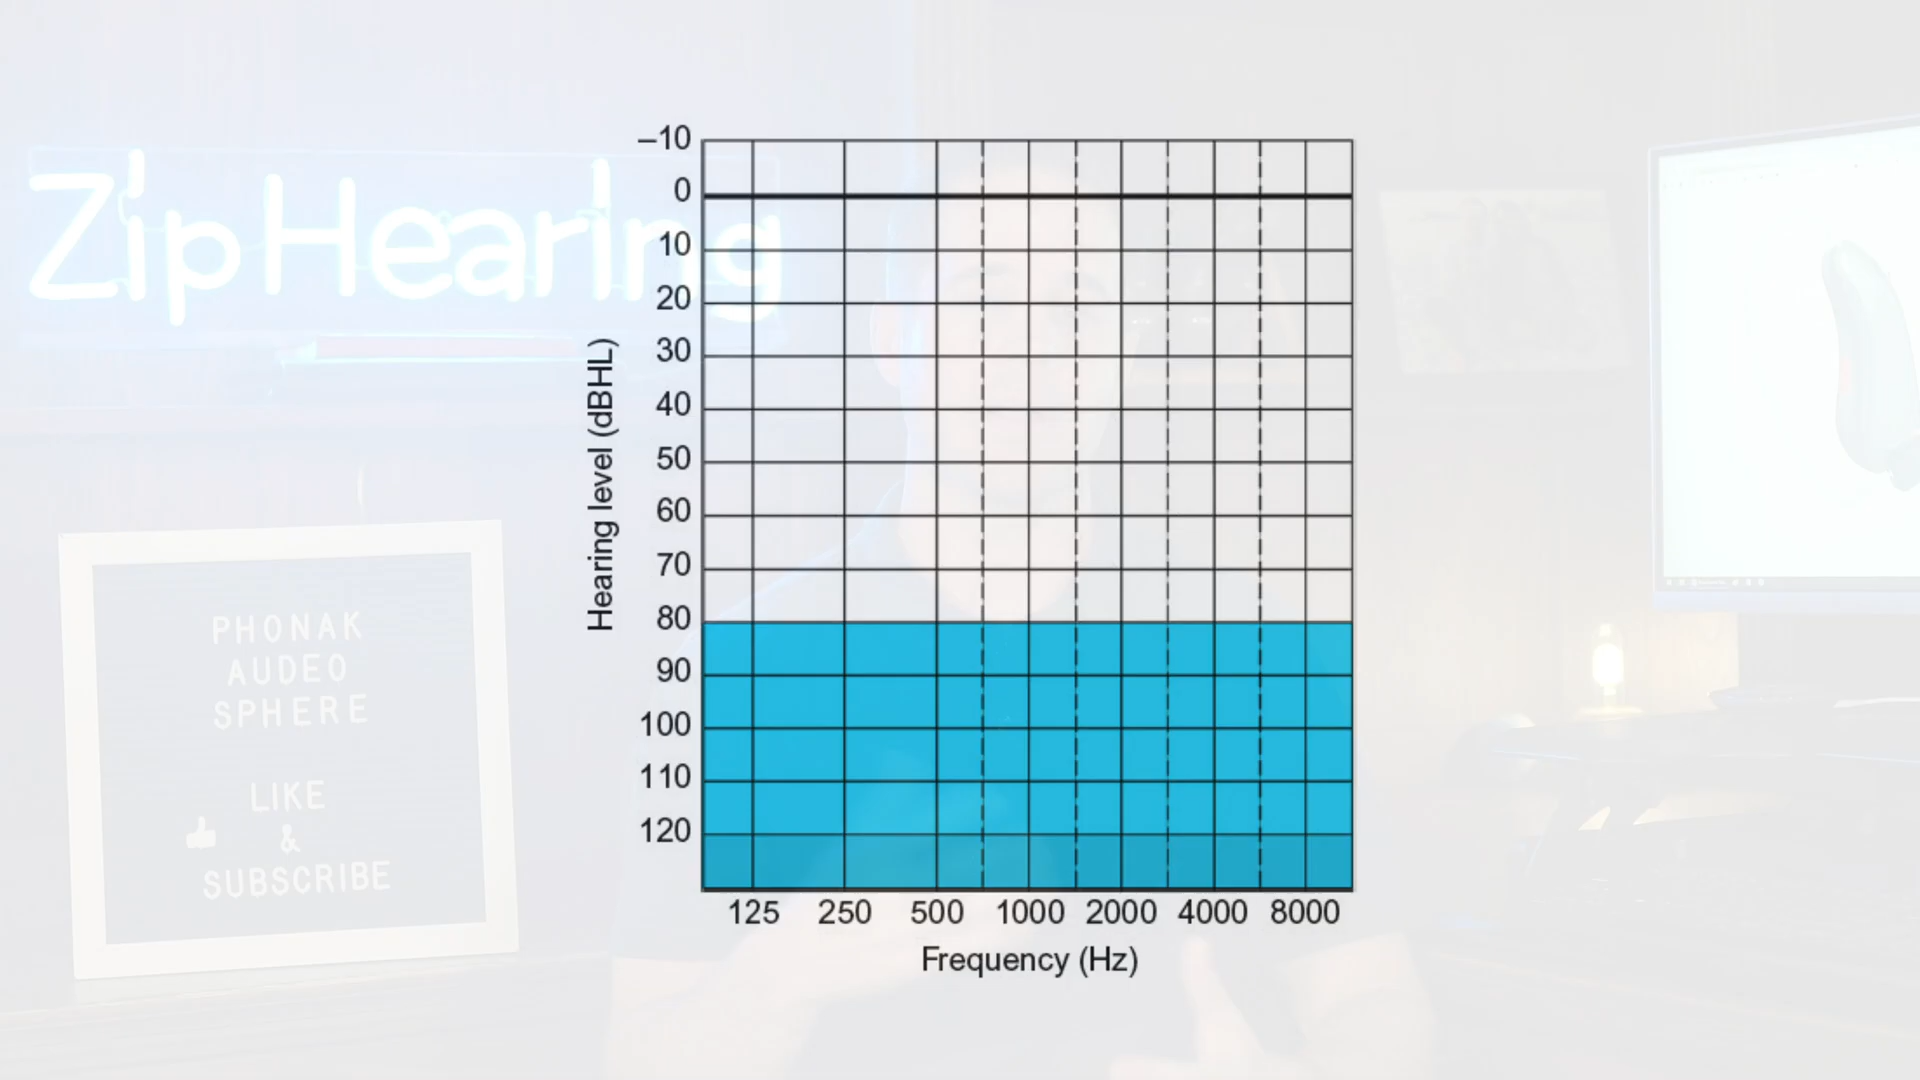 Zip Hearing
PHONAK
AUDEO
SPHERE
LIKE
&
SUBSCRIBE
Hearing level (dBHL)
–10
0
10
20
30
40
50
60
70
80
90
100
110
120
125 250 500 1000 2000 4000 8000
Frequency (Hz)